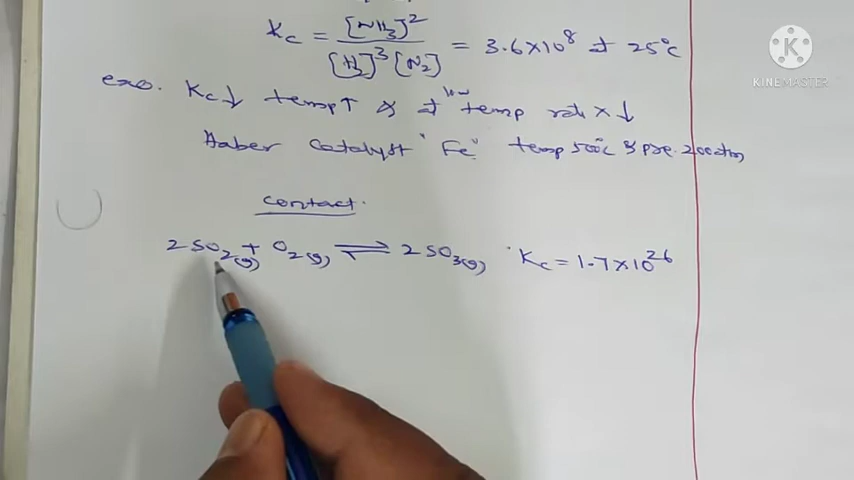 Kc = [NH3]^2 / [H2]^3 [N2] = 3.6×10^8 at 25°C
exo. Kc↓ temp↑ & at low temp rate × ↓
Haber Catalyst "Fe" temp 500°C & pre. 200atm
Contact
2SO2(g) + O2(g) ⇌ 2SO3(g) Kc = 1.7×10^26
K
KINEMASTER